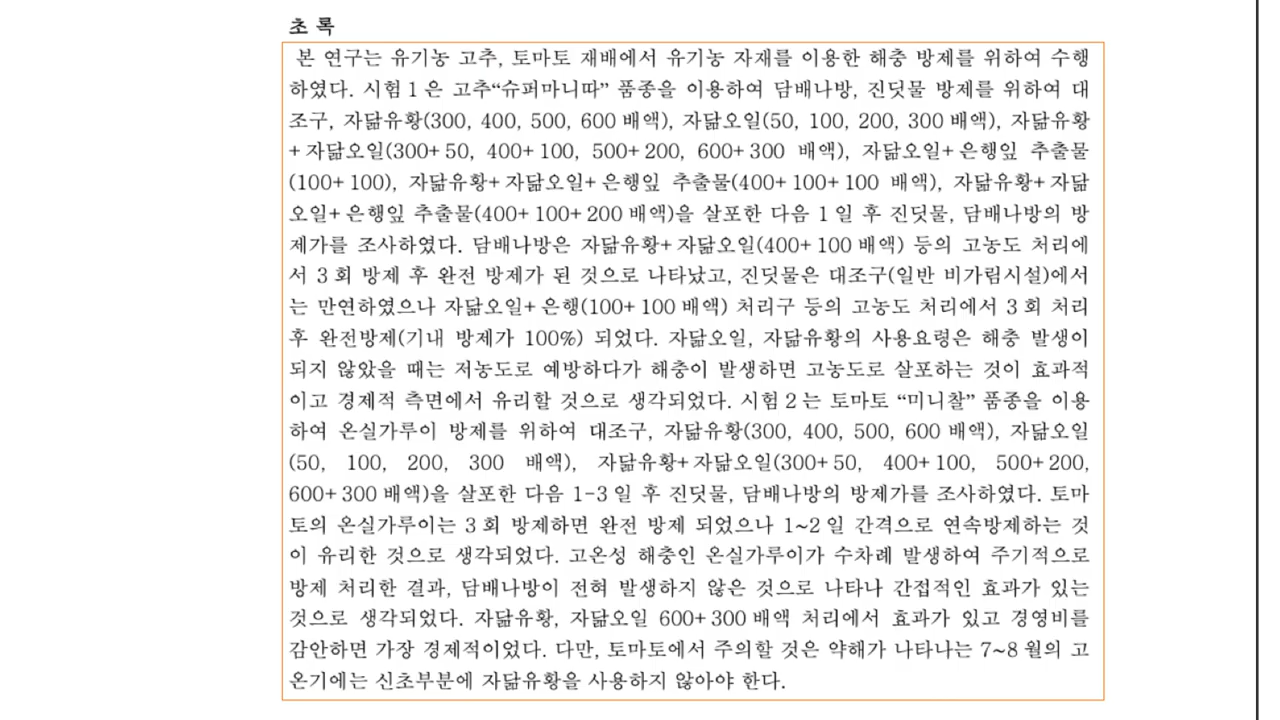 초 록
본 연구는 유기농 고추, 토마토 재배에서 유기농 자재를 이용한 해충 방제를 위하여 수행
하였다. 시험 1 은 고추“슈퍼마니따” 품종을 이용하여 담배나방, 진딧물 방제를 위하여 대
조구, 자닮유황(300, 400, 500, 600 배액), 자닮오일(50, 100, 200, 300 배액), 자닮유황
+자닮오일(300+50, 400+100, 500+200, 600+300 배액), 자닮오일+은행잎 추출물
(100+100), 자닮유황+자닮오일+은행잎 추출물(400+100+100 배액), 자닮유황+자닮
오일+은행잎 추출물(400+100+200 배액)을 살포한 다음 1 일 후 진딧물, 담배나방의 방
제가를 조사하였다. 담배나방은 자닮유황+자닮오일(400+100 배액) 등의 고농도 처리에
서 3 회 방제 후 완전 방제가 된 것으로 나타났고, 진딧물은 대조구(일반 비가림시설)에서
는 만연하였으나 자닮오일+은행(100+100 배액) 처리구 등의 고농도 처리에서 3 회 처리
후 완전방제(기내 방제가 100%) 되었다. 자닮오일, 자닮유황의 사용요령은 해충 발생이
되지 않았을 때는 저농도로 예방하다가 해충이 발생하면 고농도로 살포하는 것이 효과적
이고 경제적 측면에서 유리할 것으로 생각되었다. 시험 2 는 토마토 “미니찰” 품종을 이용
하여 온실가루이 방제를 위하여 대조구, 자닮유황(300, 400, 500, 600 배액), 자닮오일
(50, 100, 200, 300 배액), 자닮유황+자닮오일(300+50, 400+100, 500+200,
600+300 배액)을 살포한 다음 1-3 일 후 진딧물, 담배나방의 방제가를 조사하였다. 토마
토의 온실가루이는 3 회 방제하면 완전 방제 되었으나 1~2 일 간격으로 연속방제하는 것
이 유리한 것으로 생각되었다. 고온성 해충인 온실가루이가 수차례 발생하여 주기적으로
방제 처리한 결과, 담배나방이 전혀 발생하지 않은 것으로 나타나 간접적인 효과가 있는
것으로 생각되었다. 자닮유황, 자닮오일 600+300 배액 처리에서 효과가 있고 경영비를
감안하면 가장 경제적이었다. 다만, 토마토에서 주의할 것은 약해가 나타나는 7~8 월의 고
온기에는 신초부분에 자닮유황을 사용하지 않아야 한다.